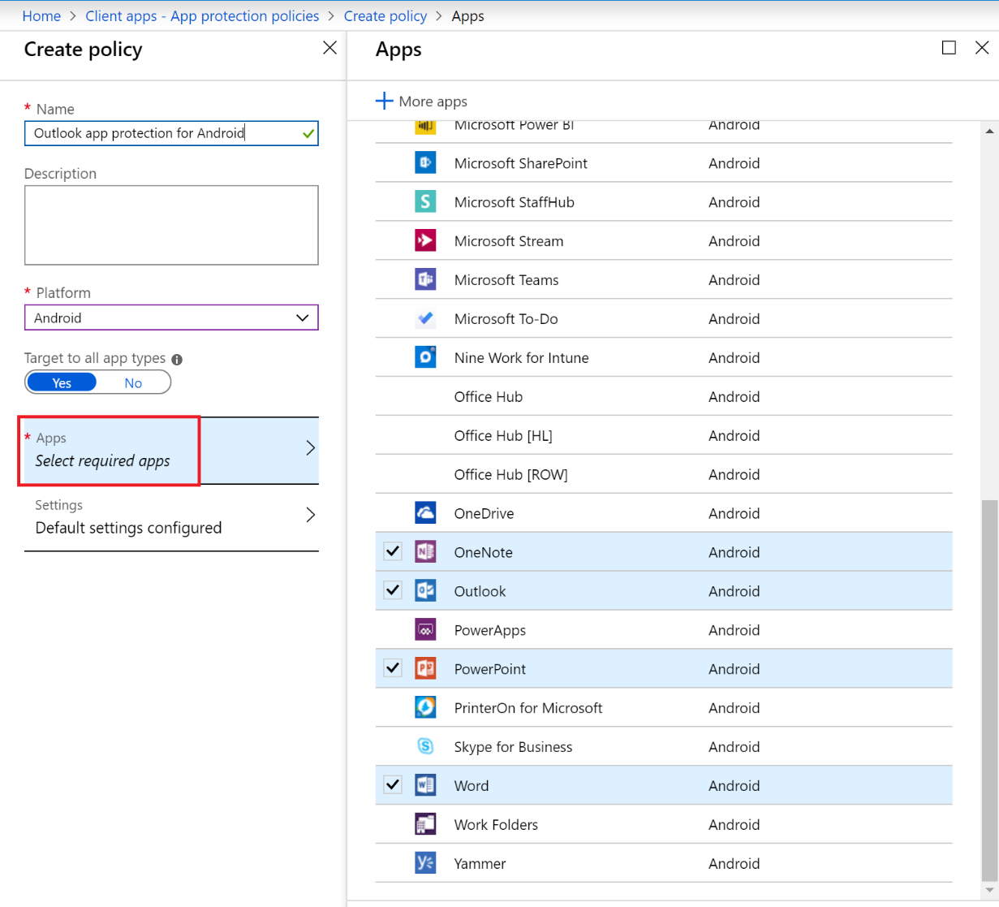 Home > Client apps - App protection policies > Create policy > Apps
Create policy
* Name
Outlook app protection for Android
Description
* Platform
Android
Target to all app types
Yes No
* Apps
Select required apps
Settings
Default settings configured
Apps
More apps
Microsoft Power BI Android
Microsoft SharePoint Android
Microsoft StaffHub Android
Microsoft Stream Android
Microsoft Teams Android
Microsoft To-Do Android
Nine Work for Intune Android
Office Hub Android
Office Hub [HL] Android
Office Hub [ROW] Android
OneDrive Android
OneNote Android
Outlook Android
PowerApps Android
PowerPoint Android
PrinterOn for Microsoft Android
Skype for Business Android
Word Android
Work Folders Android
Yammer Android